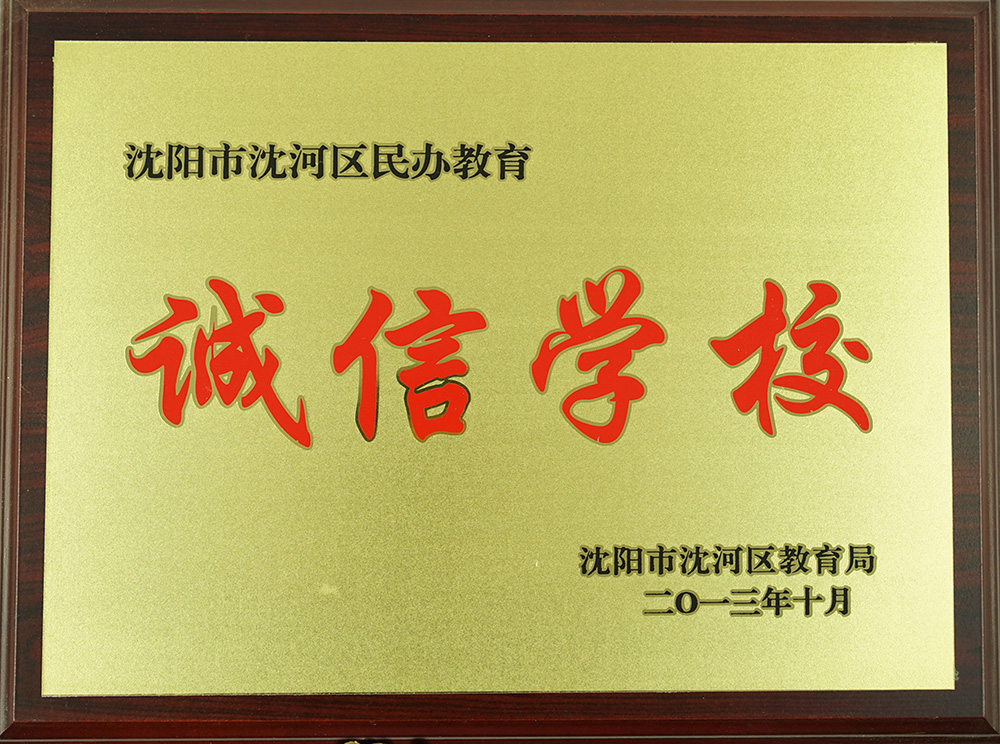 沈阳市沈河区民办教育
诚信学校
沈阳市沈河区教育局
二O一三年十月